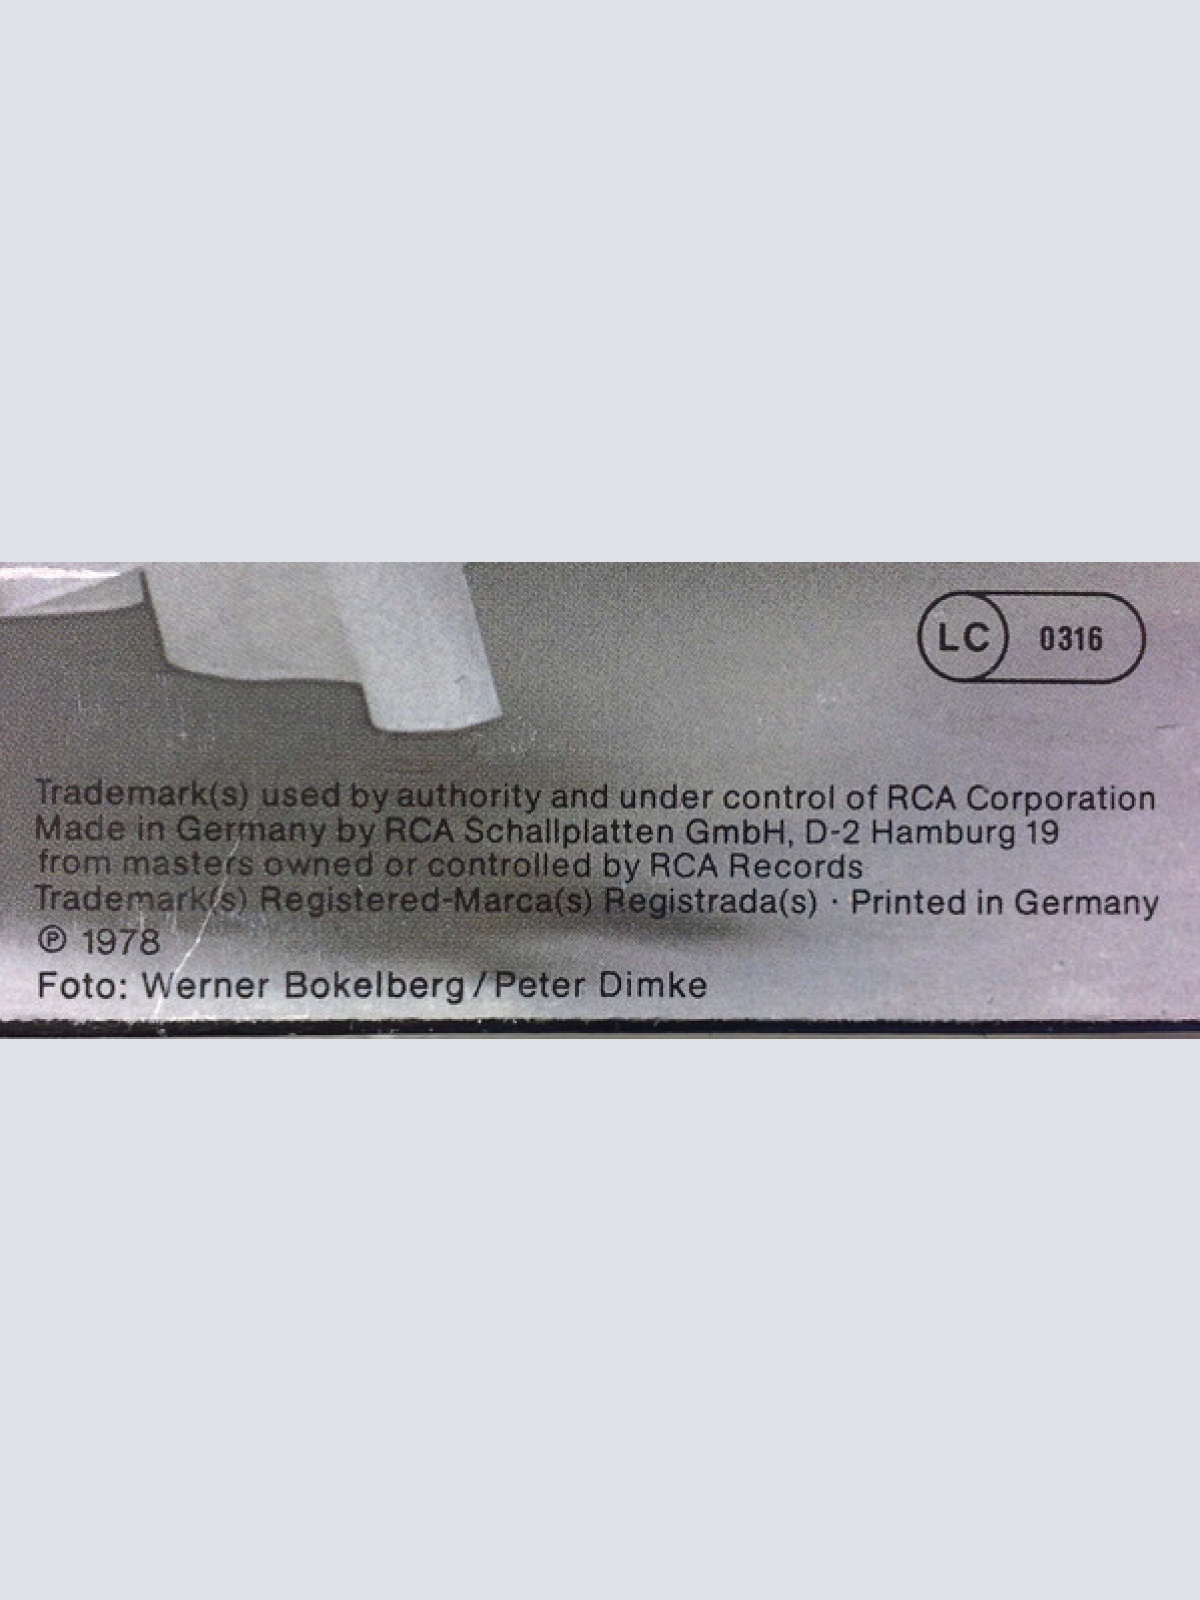 LC 0316
Trademark(s) used by authority and under control of RCA Corporation
Made in Germany by RCA Schallplatten GmbH, D-2 Hamburg 19
from masters owned or controlled by RCA Records
Trademark(s) Registered-Marca(s) Registrada(s) · Printed in Germany
℗ 1978
Foto: Werner Bokelberg/Peter Dimke